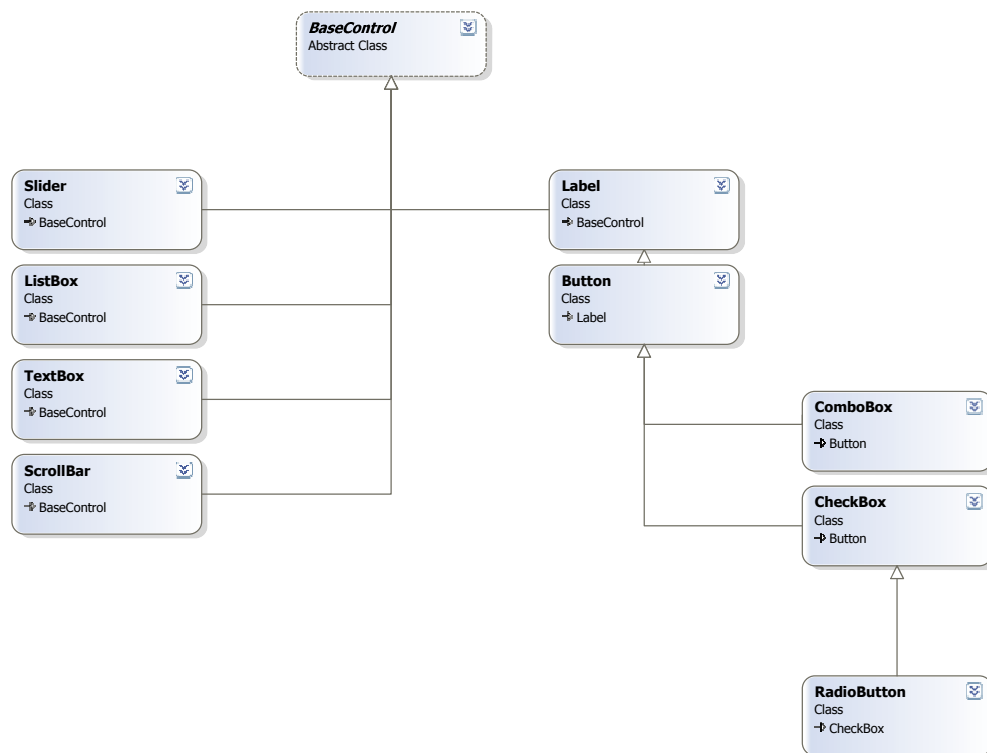 BaseControl
Abstract Class
Slider
Class
BaseControl
ListBox
Class
BaseControl
TextBox
Class
BaseControl
ScrollBar
Class
BaseControl
Label
Class
BaseControl
Button
Class
Label
ComboBox
Class
Button
CheckBox
Class
Button
RadioButton
Class
CheckBox